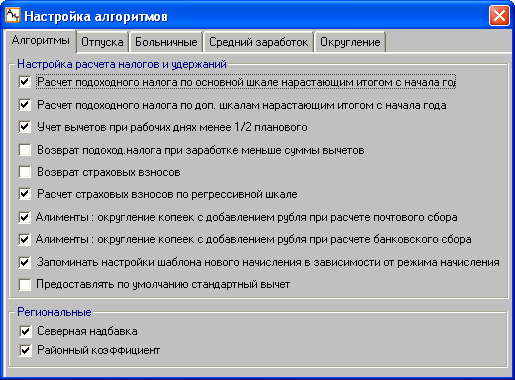 Настройка алгоритмов
Алгоритмы Отпуска Больничные Средний заработок Округление
Настройка расчета налогов и удержаний
Расчет подоходного налога по основной шкале нарастающим итогом с начала год
Расчет подоходного налога по доп. шкалам нарастающим итогом с начала года
Учет вычетов при рабочих днях менее 1/2 планового
Возврат подоход.налога при заработке меньше суммы вычетов
Возврат страховых взносов
Расчет страховых взносов по регрессивной шкале
Алименты : округление копеек с добавлением рубля при расчете почтового сбора
Алименты : округление копеек с добавлением рубля при расчете банковского сбора
Запоминать настройки шаблона нового начисления в зависимости от режима начисления
Предоставлять по умолчанию стандартный вычет
Региональные
Северная надбавка
Районный коэффициент